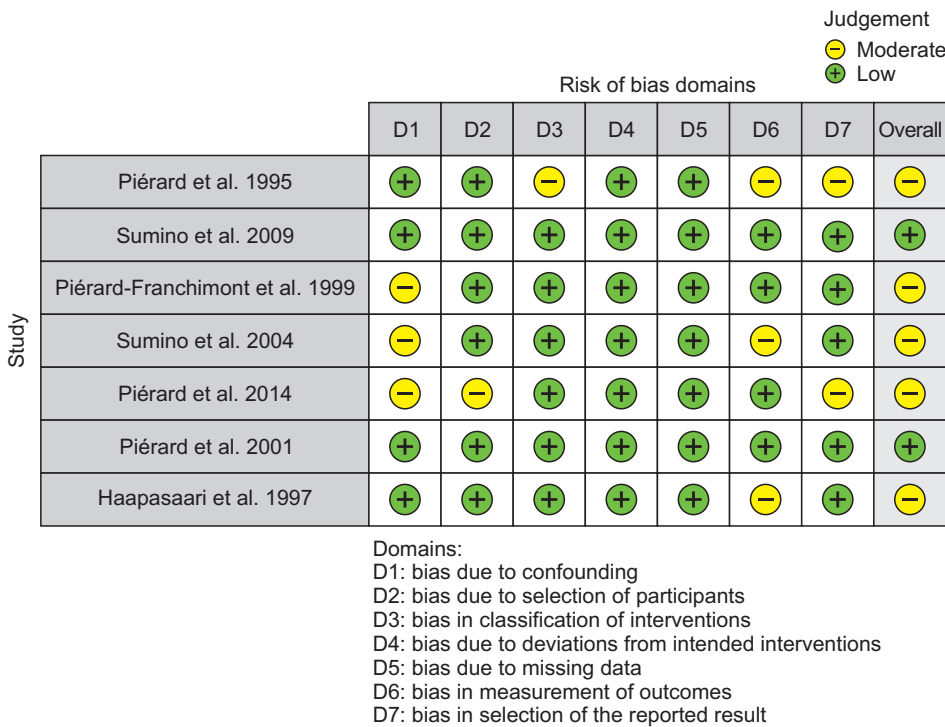 Judgement
Moderate
Low
Risk of bias domains
D1 D2 D3 D4 D5 D6 D7 Overall
Study
Piérard et al. 1995
Sumino et al. 2009
Piérard-Franchimont et al. 1999
Sumino et al. 2004
Piérard et al. 2014
Piérard et al. 2001
Haapasaari et al. 1997
Domains:
D1: bias due to confounding
D2: bias due to selection of participants
D3: bias in classification of interventions
D4: bias due to deviations from intended interventions
D5: bias due to missing data
D6: bias in measurement of outcomes
D7: bias in selection of the reported result